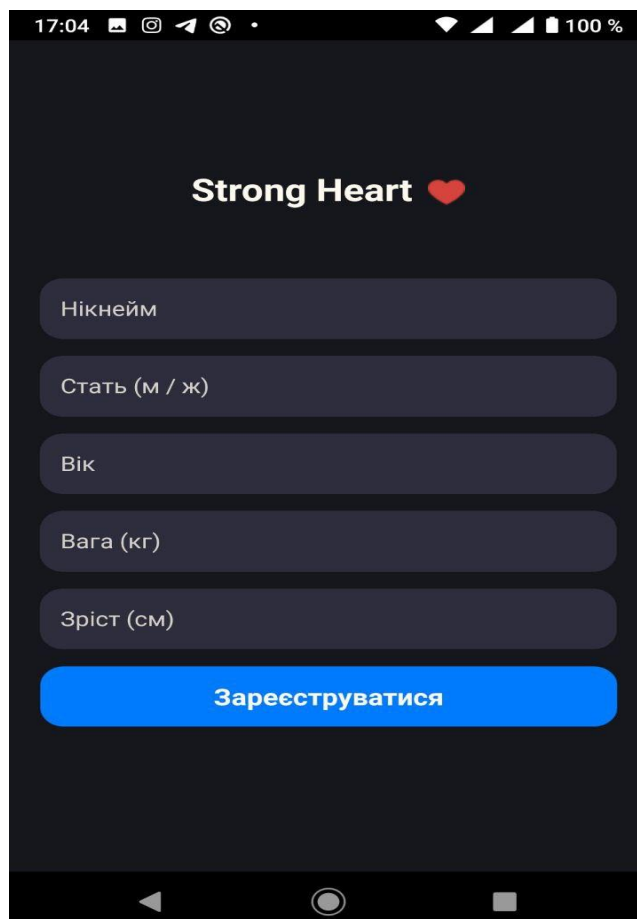 17:04
100 %
Strong Heart ❤️
Нікнейм
Стать (м / ж)
Вік
Вага (кг)
Зріст (см)
Зареєструватися